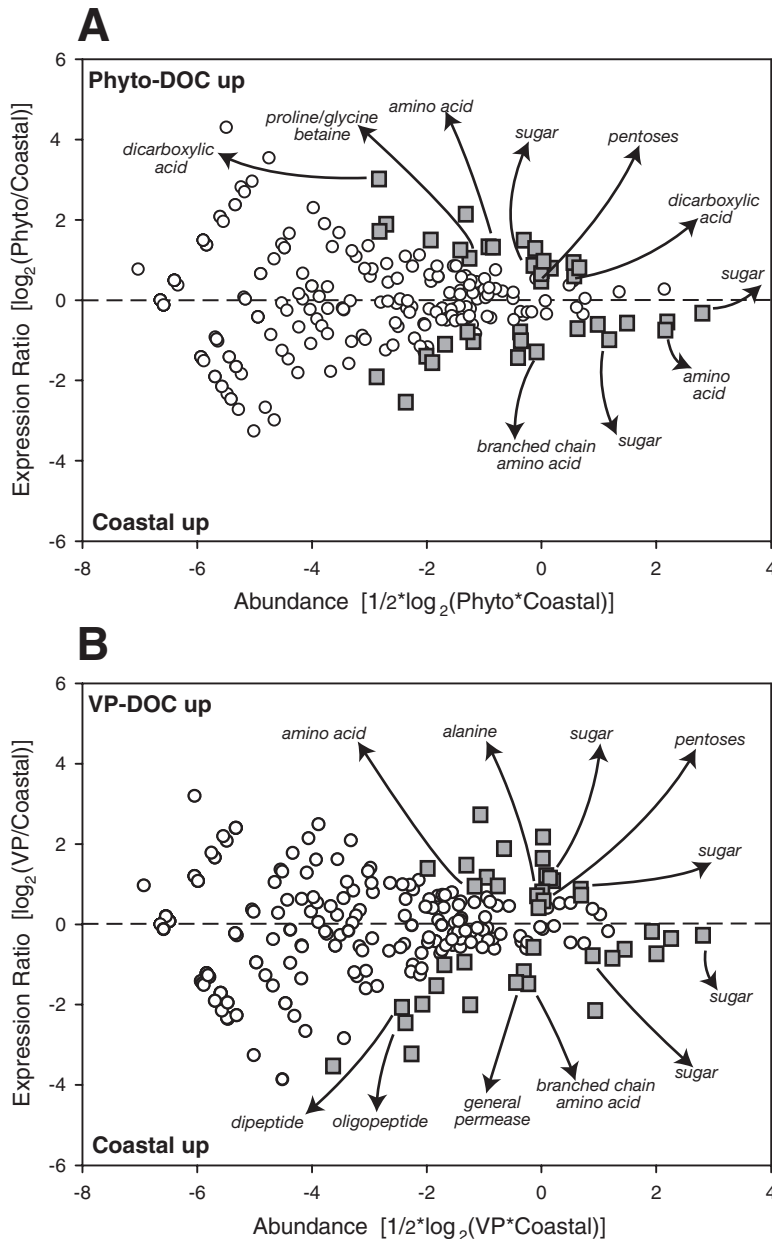 A
6
4
2
0
-2
-4
-6
Expression Ratio [log2(Phyto/Coastal)]
Phyto-DOC up
dicarboxylic
acid
proline/glycine
betaine
amino acid
sugar
pentoses
dicarboxylic
acid
sugar
amino
acid
sugar
branched chain
amino acid
Coastal up
-8
-6
-4
-2
0
2
4
Abundance [1/2*log2(Phyto*Coastal)]
B
6
4
2
0
-2
-4
-6
Expression Ratio [log2(VP/Coastal)]
VP-DOC up
amino acid
alanine
sugar
pentoses
sugar
sugar
sugar
branched chain
amino acid
general
permease
oligopeptide
dipeptide
Coastal up
-8
-6
-4
-2
0
2
4
Abundance [1/2*log2(VP*Coastal)]